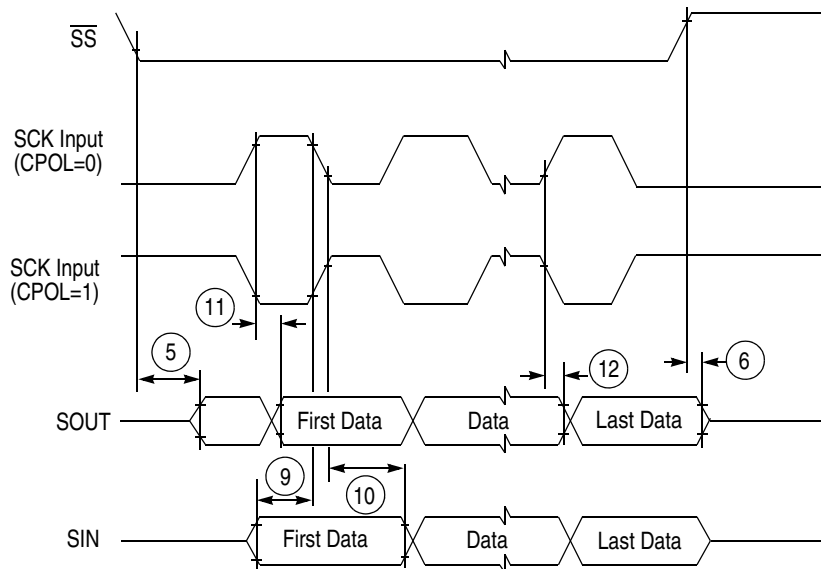 S̅S̅
SCK Input
(CPOL=0)
SCK Input
(CPOL=1)
11
5
12
6
SOUT
First Data
Data
Last Data
9
10
SIN
First Data
Data
Last Data